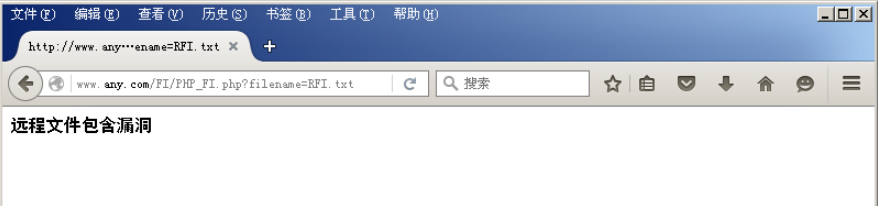 文件(F) 编辑(E) 查看(V) 历史(S) 书签(B) 工具(T) 帮助(H)
http://www.any…ename=RFI.txt
www.any.com/FI/PHP_FI.php?filename=RFI.txt 搜索
远程文件包含漏洞